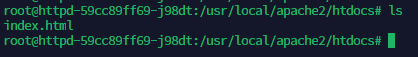 root@httpd-59cc89ff69-j98dt:/usr/local/apache2/htdocs# ls
index.html
root@httpd-59cc89ff69-j98dt:/usr/local/apache2/htdocs#